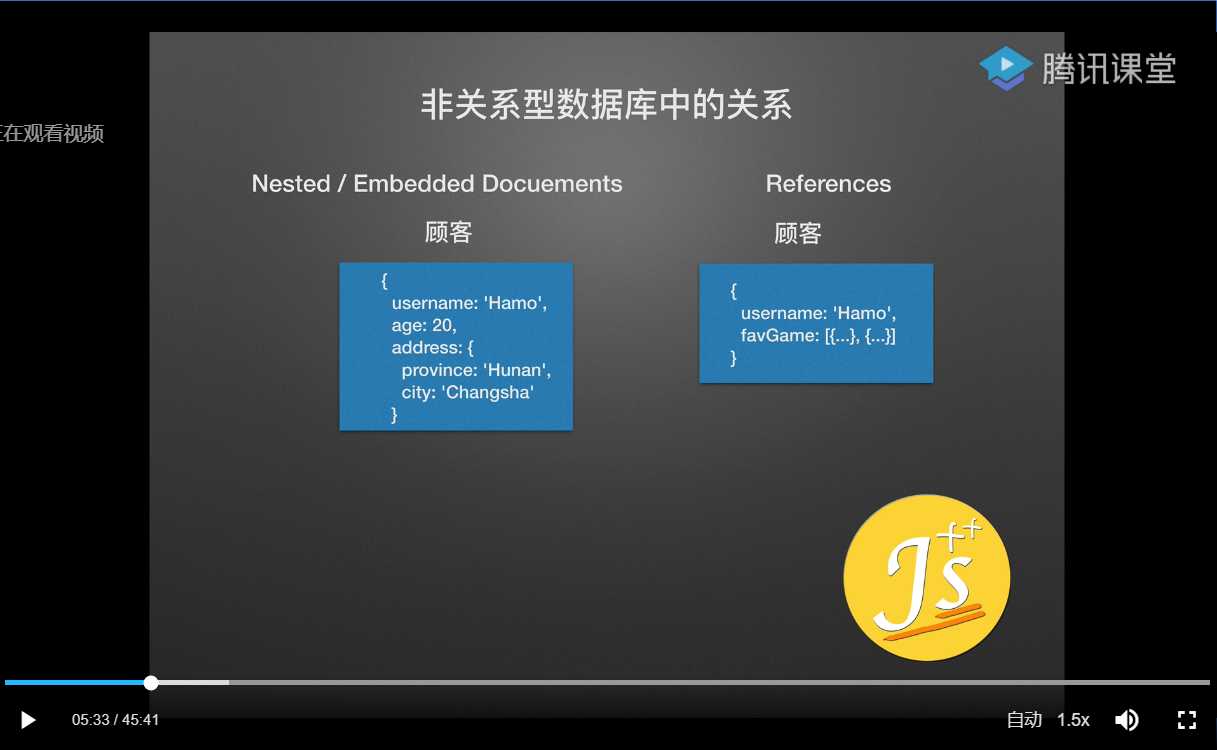 腾讯课堂
非关系型数据库中的关系
正在观看视频
Nested / Embedded Docuements
References
顾客
顾客
{
username: 'Hamo',
age: 20,
address: {
province: 'Hunan',
city: 'Changsha'
}
{
username: 'Hamo',
favGame: [{...}, {...}]
}
Js++
05:33 / 45:41
自动
1.5x